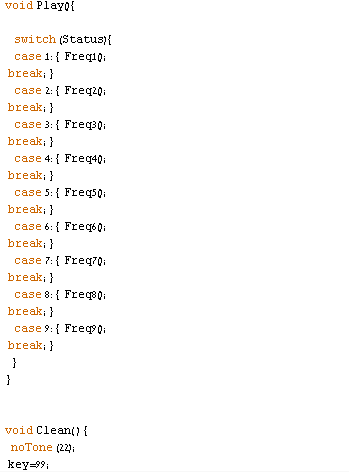 void Play(){
switch (Status){
case 1: { Freq1();
break; }
case 2: { Freq2();
break; }
case 3: { Freq3();
break; }
case 4: { Freq4();
break; }
case 5: { Freq5();
break; }
case 6: { Freq6();
break; }
case 7: { Freq7();
break; }
case 8: { Freq8();
break; }
case 9: { Freq9();
break; }
}
}
void Clean() {
noTone (22);
key=99;